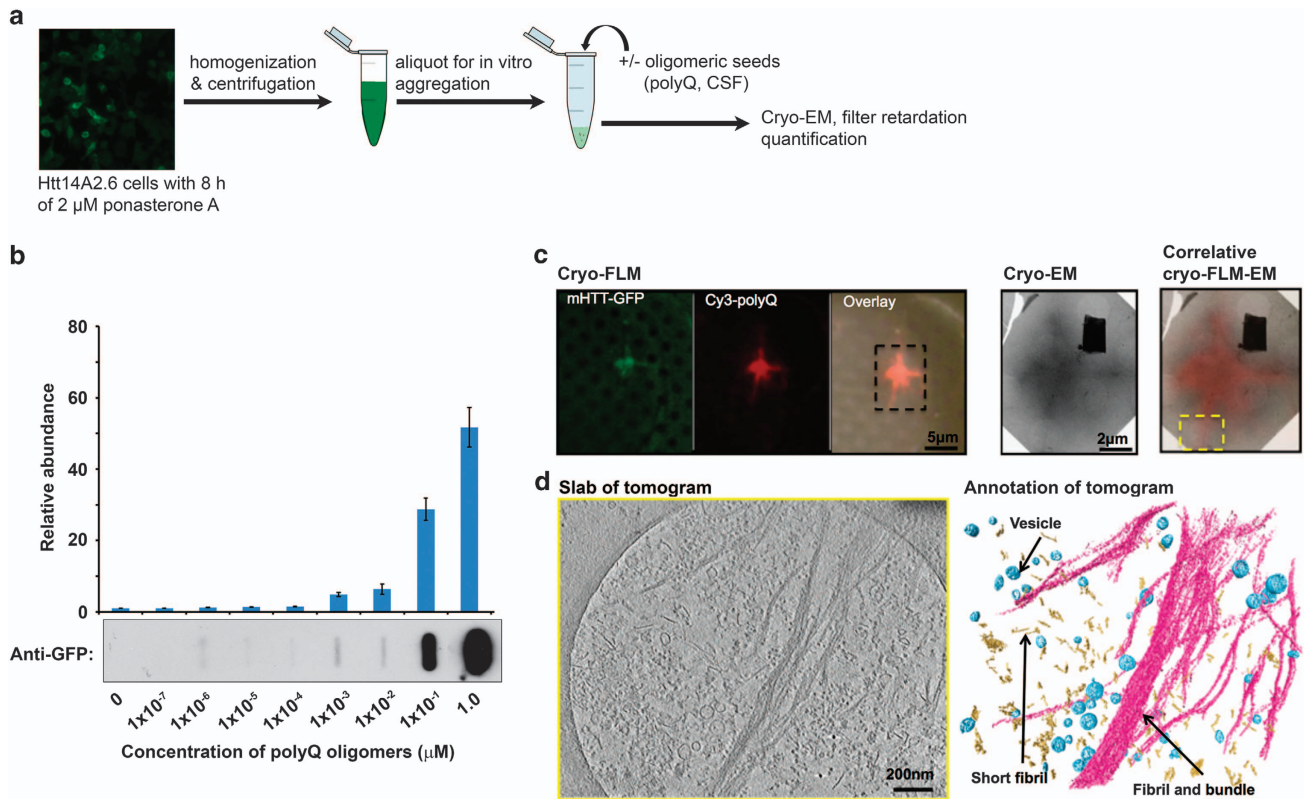 a
homogenization
& centrifugation
aliquot for in vitro
aggregation
+/- oligomeric seeds
(polyQ, CSF)
Cryo-EM, filter retardation
quantification
Htt14A2.6 cells with 8 h
of 2 μM ponasterone A
b
Relative abundance
80
60
40
20
0
Anti-GFP:
0
1x10⁻⁷
1x10⁻⁶
1x10⁻⁵
1x10⁻⁴
1x10⁻³
1x10⁻²
1x10⁻¹
1.0
Concentration of polyQ oligomers (μM)
c
Cryo-FLM
mHTT-GFP
Cy3-polyQ
Overlay
5μm
Cryo-EM
2μm
Correlative
cryo-FLM-EM
d
Slab of tomogram
200nm
Annotation of tomogram
Vesicle
Short fibril
Fibril and bundle